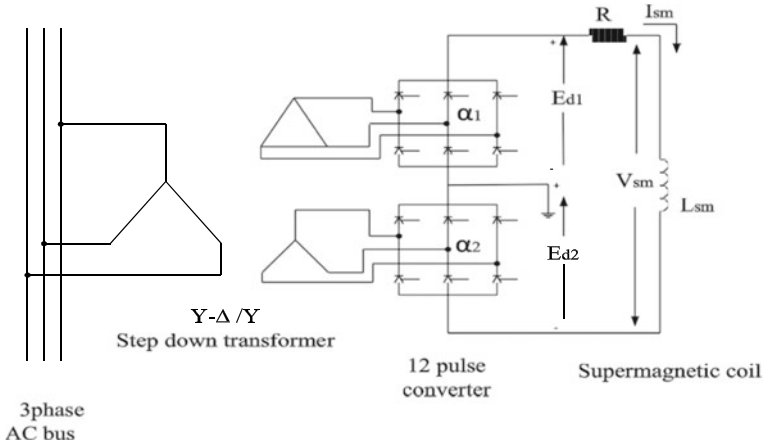 R
Ism
+
Ed1
α1
-
+
Vsm
Lsm
α2
Ed2
-
Y-Δ /Y
Step down transformer
12 pulse
converter
Supermagnetic coil
3phase
AC bus